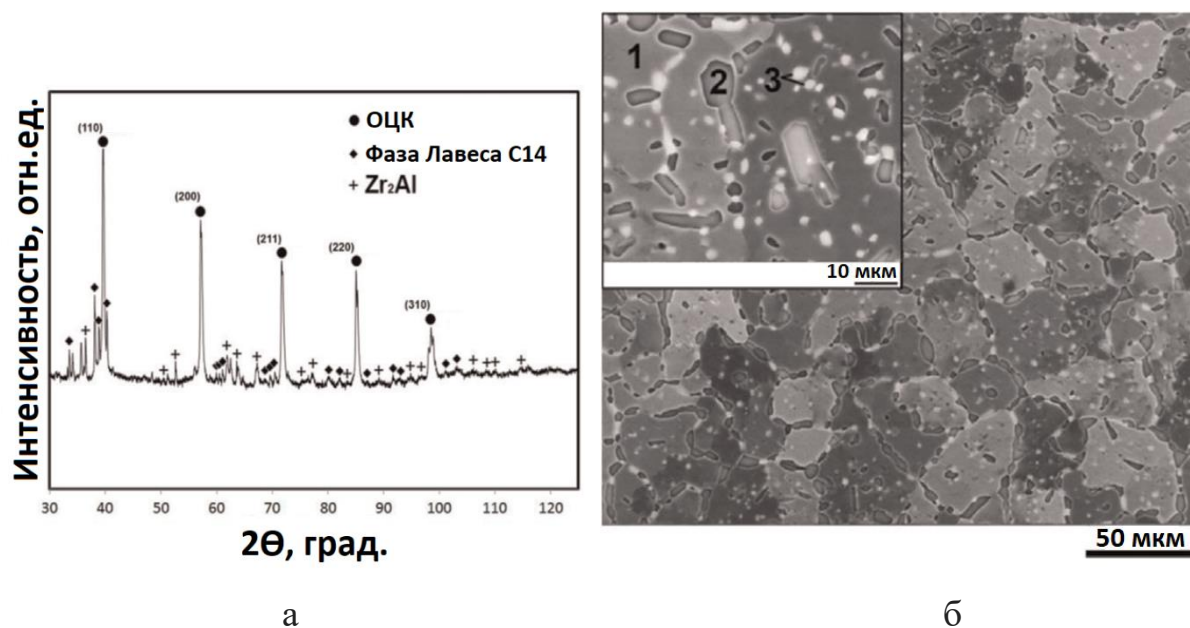 Интенсивность, отн.ед.
(110)
(200)
(211)
(220)
(310)
● ОЦК
◆ Фаза Лавеса C14
+ Zr₂Al
30 40 50 60 70 80 90 100 110 120
2Θ, град.
а
1
2
3
10 мкм
50 мкм
б